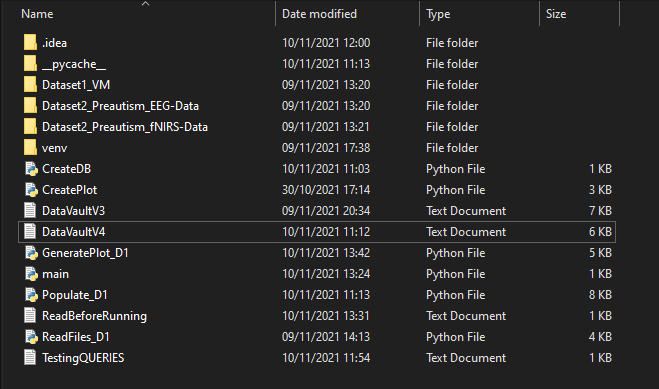 Name Date modified Type Size
.idea 10/11/2021 12:00 File folder
__pycache__ 10/11/2021 11:13 File folder
Dataset1_VM 09/11/2021 13:20 File folder
Dataset2_Preautism_EEG-Data 09/11/2021 13:20 File folder
Dataset2_Preautism_fNIRS-Data 09/11/2021 13:21 File folder
venv 09/11/2021 17:38 File folder
CreateDB 10/11/2021 11:03 Python File 1 KB
CreatePlot 30/10/2021 17:14 Python File 3 KB
DataVaultV3 09/11/2021 20:34 Text Document 7 KB
DataVaultV4 10/11/2021 11:12 Text Document 6 KB
GeneratePlot_D1 10/11/2021 13:42 Python File 5 KB
main 10/11/2021 13:24 Python File 1 KB
Populate_D1 10/11/2021 11:13 Python File 8 KB
ReadBeforeRunning 10/11/2021 13:31 Text Document 1 KB
ReadFiles_D1 09/11/2021 14:13 Python File 4 KB
TestingQUERIES 10/11/2021 11:54 Text Document 1 KB